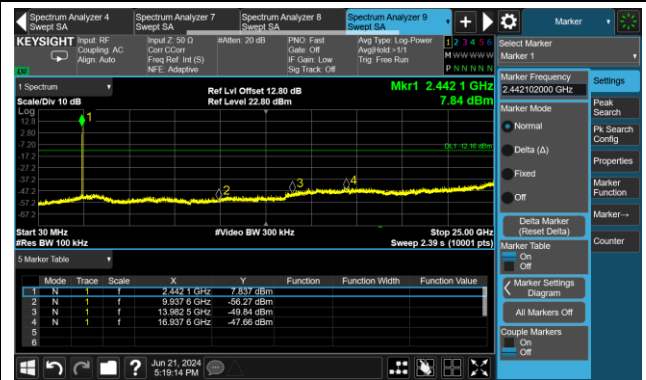 Spectrum Analyzer 4
Swept SA
Spectrum Analyzer 7
Swept SA
Spectrum Analyzer 8
Swept SA
Spectrum Analyzer 9
Swept SA
Marker
KEYSIGHT
Input: RF
Coupling: AC
Align: Auto
Input Z: 50 Ω
Corr CCorr
Freq Ref: Int (S)
NFE: Adaptive
#Atten: 20 dB
PNO: Fast
Gate: Off
IF Gain: Low
Sig Track: Off
Avg Type: Log-Power
Avg|Hold >1/1
Trig: Free Run
1 2 3 4 5 6
M W W W W W
P N N N N N
LXI
Select Marker
Marker 1
1 Spectrum
Scale/Div 10 dB
Log
Ref Lvl Offset 12.80 dB
Ref Level 22.80 dBm
Mkr1 2.442 1 GHz
7.84 dBm
12.8
2.80
-7.20
-17.2
-27.2
-37.2
-47.2
-57.2
-67.2
1
2
3
4
DL1 -12.16 dBm
Start 30 MHz
#Res BW 100 kHz
#Video BW 300 kHz
Stop 25.00 GHz
Sweep 2.39 s (10001 pts)
5 Marker Table
Mode Trace Scale X Y Function Function Width Function Value
1 N 1 f 2.442 1 GHz 7.837 dBm
2 N 1 f 9.937 6 GHz -56.27 dBm
3 N 1 f 13.982 5 GHz -49.84 dBm
4 N 1 f 16.937 6 GHz -47.66 dBm
5
6
Marker Frequency
2.442102000 GHz
Marker Mode
Normal
Delta (Δ)
Fixed
Off
Delta Marker
(Reset Delta)
Marker Table
On
Off
Marker Settings
Diagram
All Markers Off
Couple Markers
On
Off
Settings
Peak
Search
Pk Search
Config
Properties
Marker
Function
Marker→
Counter
?
Jun 21, 2024
5:19:14 PM